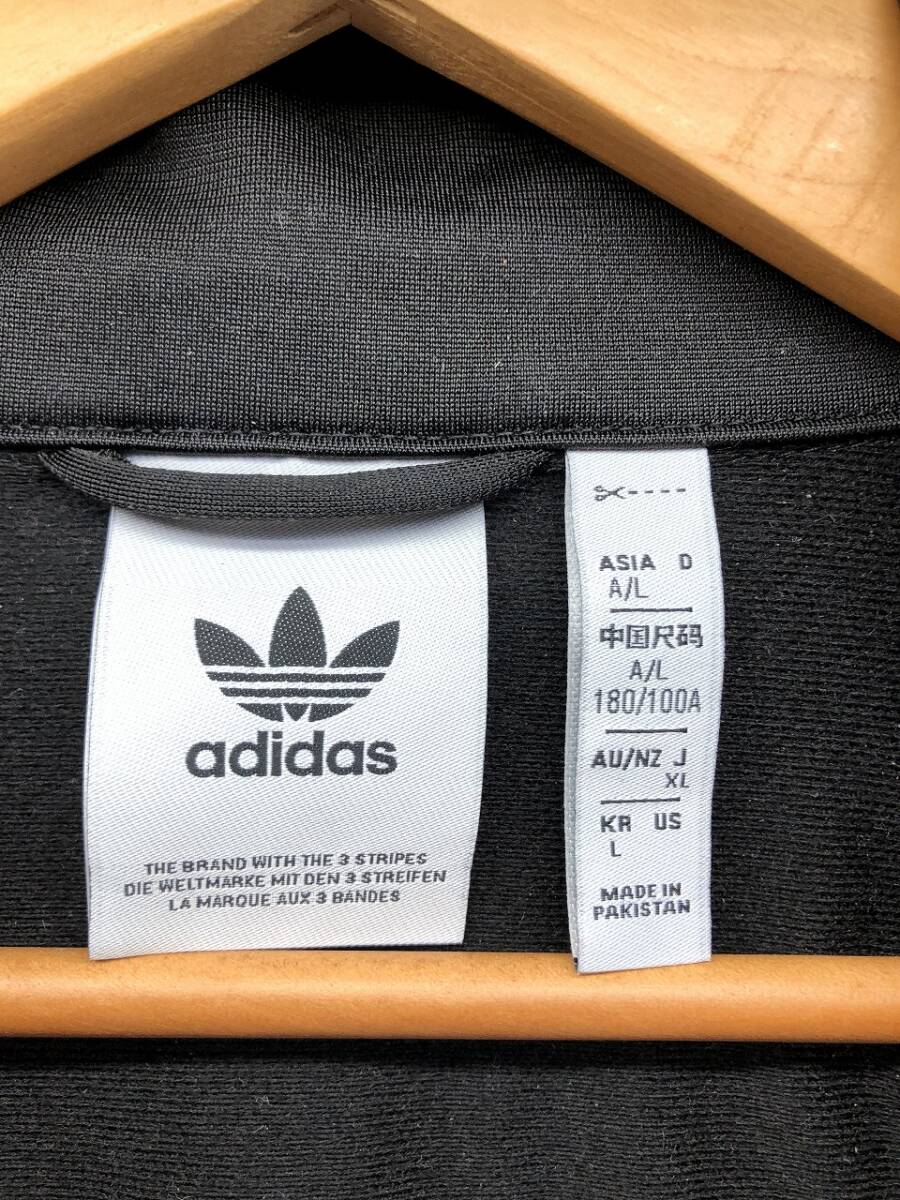 adidas
THE BRAND WITH THE 3 STRIPES
DIE WELTMARKE MIT DEN 3 STREIFEN
LA MARQUE AUX 3 BANDES
ASIA D
A/L
中国尺码
A/L
180/100A
AU/NZ J
XL
KR US
L
MADE IN
PAKISTAN